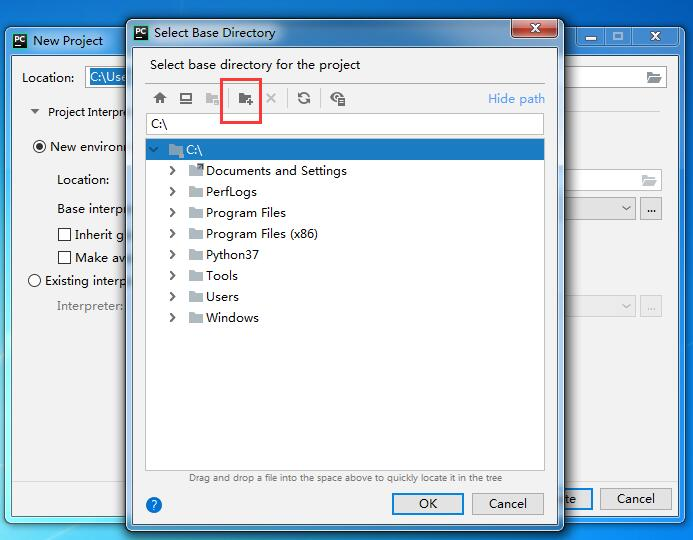 PC New Project
Location: C:\Use
Project Interp
New environ
Location:
Base interp
Inherit g
Make av
Existing interp
Interpreter:
...
...
te
Cancel
PC Select Base Directory
Select base directory for the project
Hide path
C:\
C:\
Documents and Settings
PerfLogs
Program Files
Program Files (x86)
Python37
Tools
Users
Windows
Drag and drop a file into the space above to quickly locate it in the tree
? OK Cancel